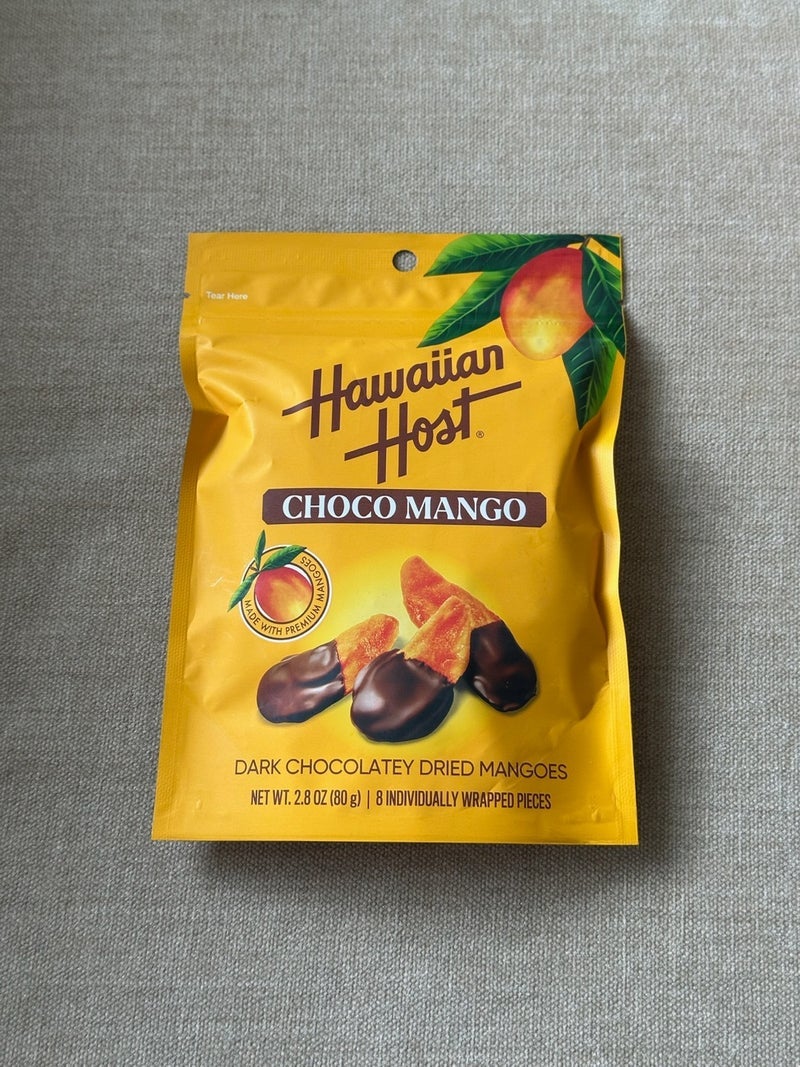 Tear Here
Hawaiian
Host®
CHOCO MANGO
MADE WITH PREMIUM MANGOES
DARK CHOCOLATEY DRIED MANGOES
NET WT. 2.8 OZ (80 g) | 8 INDIVIDUALLY WRAPPED PIECES